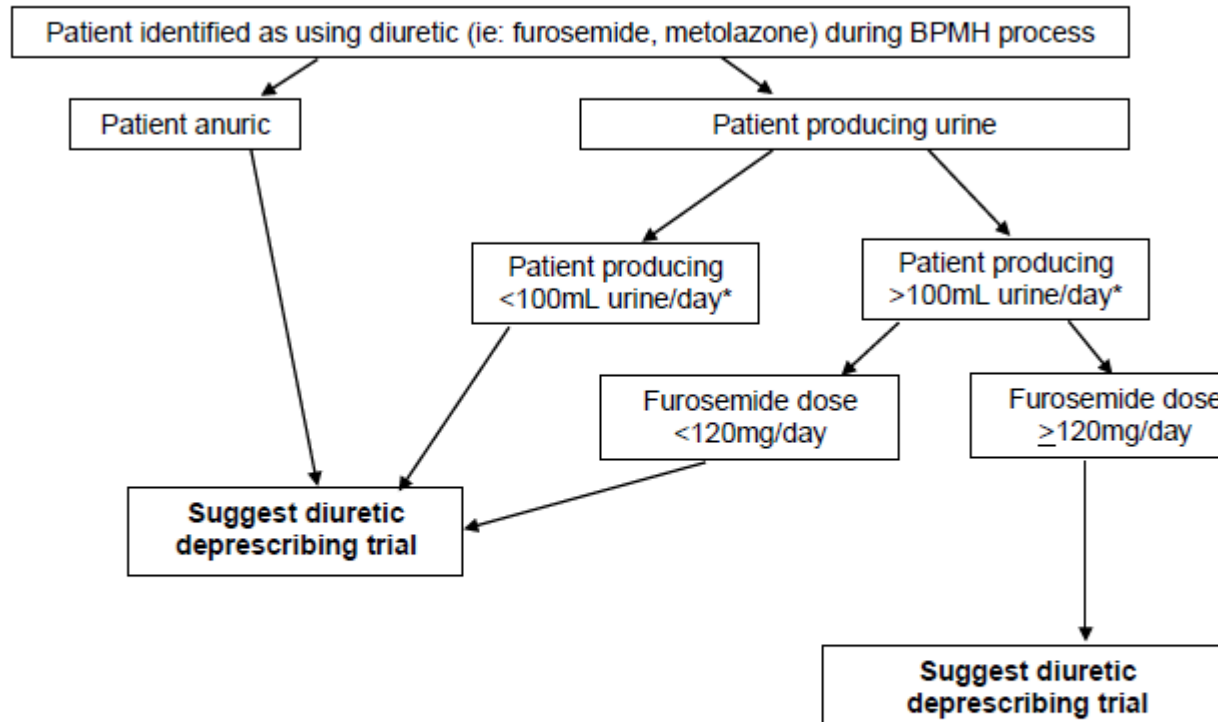 Patient identified as using diuretic (ie: furosemide, metolazone) during BPMH process
Patient anuric
Patient producing urine
Patient producing
<100mL urine/day*
Patient producing
>100mL urine/day*
Furosemide dose
<120mg/day
Furosemide dose
≥120mg/day
Suggest diuretic
deprescribing trial
Suggest diuretic
deprescribing trial